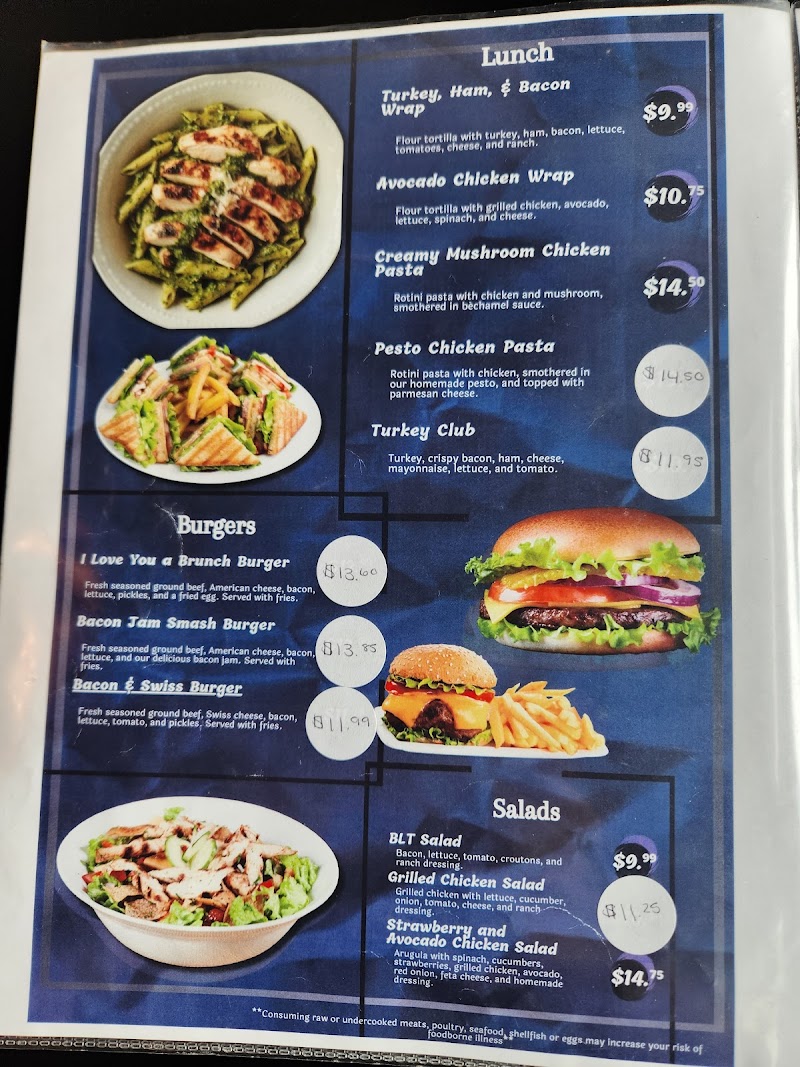 Lunch
Turkey, Ham, & Bacon
Wrap
$9.99
Flour tortilla with turkey, ham, bacon, lettuce,
tomatoes, cheese, and ranch.
Avocado Chicken Wrap
$10.75
Flour tortilla with grilled chicken, avocado,
lettuce, spinach, and cheese.
Creamy Mushroom Chicken
Pasta
$14.50
Rotini pasta with chicken and mushroom,
smothered in bèchamel sauce.
Pesto Chicken Pasta
$14.50
Rotini pasta with chicken, smothered in
our homemade pesto, and topped with
parmesan cheese.
Turkey Club
$11.95
Turkey, crispy bacon, ham, cheese,
mayonnaise, lettuce, and tomato.
Burgers
I Love You a Brunch Burger
$13.60
Fresh seasoned ground beef, American cheese, bacon,
lettuce, pickles, and a fried egg. Served with fries.
Bacon Jam Smash Burger
$13.85
Fresh seasoned ground beef, American cheese, bacon,
lettuce, and our delicious bacon jam. Served with
fries.
Bacon & Swiss Burger
$11.99
Fresh seasoned ground beef, Swiss cheese, bacon,
lettuce, tomato, and pickles. Served with fries.
Salads
BLT Salad
$9.99
Bacon, lettuce, tomato, croutons, and
ranch dressing.
Grilled Chicken Salad
$11.25
Grilled chicken with lettuce, cucumber,
onion, tomato, cheese, and ranch
dressing.
Strawberry and
Avocado Chicken Salad
$14.75
Arugula with spinach, cucumbers,
strawberries, grilled chicken, avocado,
red onion, feta cheese, and homemade
dressing.
**Consuming raw or undercooked meats, poultry, seafood, shellfish or eggs may increase your risk of
foodborne illness**